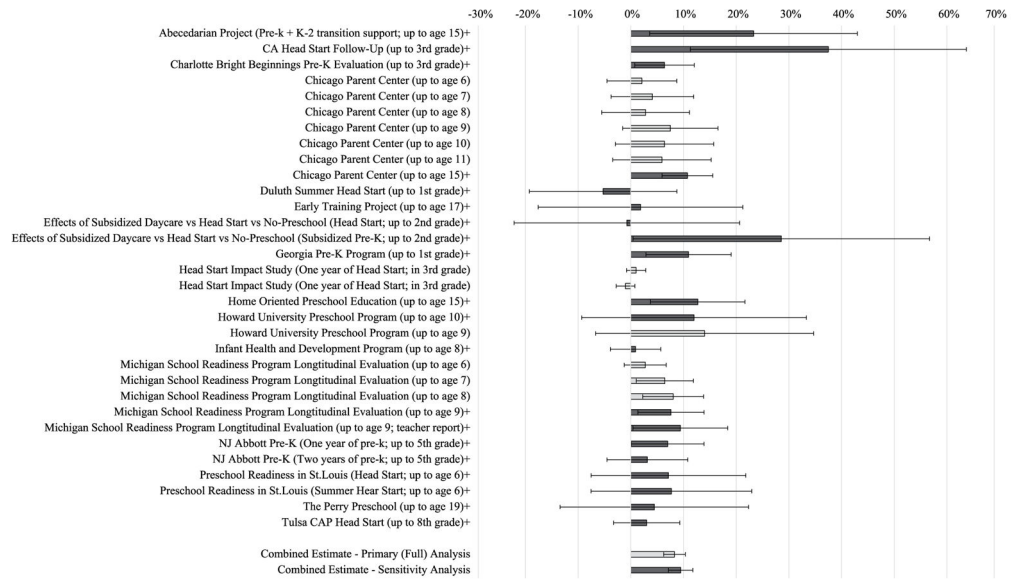 -30% -20% -10% 0% 10% 20% 30% 40% 50% 60% 70%
Abecedarian Project (Pre-k + K-2 transition support; up to age 15)+
CA Head Start Follow-Up (up to 3rd grade)+
Charlotte Bright Beginnings Pre-K Evaluation (up to 3rd grade)+
Chicago Parent Center (up to age 6)
Chicago Parent Center (up to age 7)
Chicago Parent Center (up to age 8)
Chicago Parent Center (up to age 9)
Chicago Parent Center (up to age 10)
Chicago Parent Center (up to age 11)
Chicago Parent Center (up to age 15)+
Duluth Summer Head Start (up to 1st grade)+
Early Training Project (up to age 17)+
Effects of Subsidized Daycare vs Head Start vs No-Preschool (Head Start; up to 2nd grade)+
Effects of Subsidized Daycare vs Head Start vs No-Preschool (Subsidized Pre-K; up to 2nd grade)+
Georgia Pre-K Program (up to 1st grade)+
Head Start Impact Study (One year of Head Start; in 3rd grade)
Head Start Impact Study (One year of Head Start; in 3rd grade)
Home Oriented Preschool Education (up to age 15)+
Howard University Preschool Program (up to age 10)+
Howard University Preschool Program (up to age 9)
Infant Health and Development Program (up to age 8)+
Michigan School Readiness Program Longtitudinal Evaluation (up to age 6)
Michigan School Readiness Program Longtitudinal Evaluation (up to age 7)
Michigan School Readiness Program Longtitudinal Evaluation (up to age 8)
Michigan School Readiness Program Longtitudinal Evaluation (up to age 9)+
Michigan School Readiness Program Longtitudinal Evaluation (up to age 9; teacher report)+
NJ Abbott Pre-K (One year of pre-k; up to 5th grade)+
NJ Abbott Pre-K (Two years of pre-k; up to 5th grade)+
Preschool Readiness in St.Louis (Head Start; up to age 6)+
Preschool Readiness in St.Louis (Summer Hear Start; up to age 6)+
The Perry Preschool (up to age 19)+
Tulsa CAP Head Start (up to 8th grade)+
Combined Estimate - Primary (Full) Analysis
Combined Estimate - Sensitivity Analysis